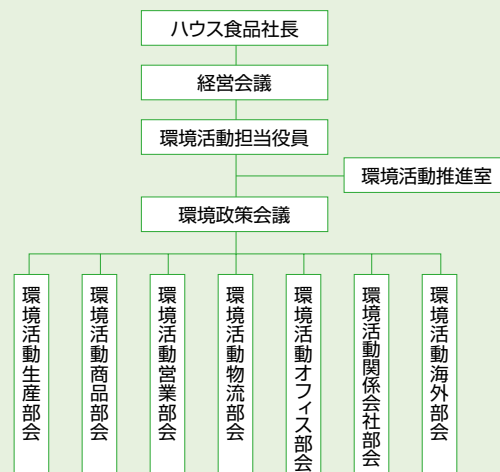 ハウス食品社長
経営会議
環境活動担当役員
環境活動推進室
環境政策会議
環境活動生産部会
環境活動商品部会
環境活動営業部会
環境活動物流部会
環境活動オフィス部会
環境活動関係会社部会
環境活動海外部会